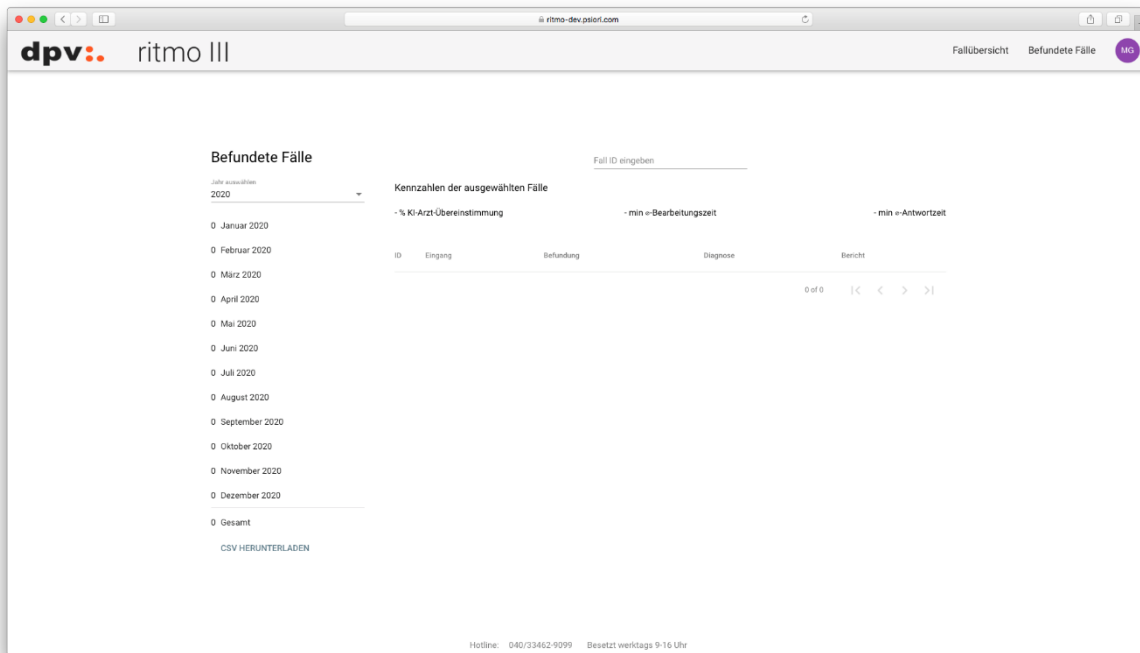 ritmo-dev.psiori.com
dpv:. ritmo III Fallübersicht Befundete Fälle MG
Befundete Fälle
Fall ID eingeben
Jahr auswählen
2020
Kennzahlen der ausgewählten Fälle
- % KI-Arzt-Übereinstimmung - min ⌀-Bearbeitungszeit - min ⌀-Antwortzeit
0 Januar 2020
0 Februar 2020
ID Eingang Befundung Diagnose Bericht
0 März 2020
0 of 0
0 April 2020
0 Mai 2020
0 Juni 2020
0 Juli 2020
0 August 2020
0 September 2020
0 Oktober 2020
0 November 2020
0 Dezember 2020
0 Gesamt
CSV HERUNTERLADEN
Hotline: 040/33462-9099 Besetzt werktags 9-16 Uhr